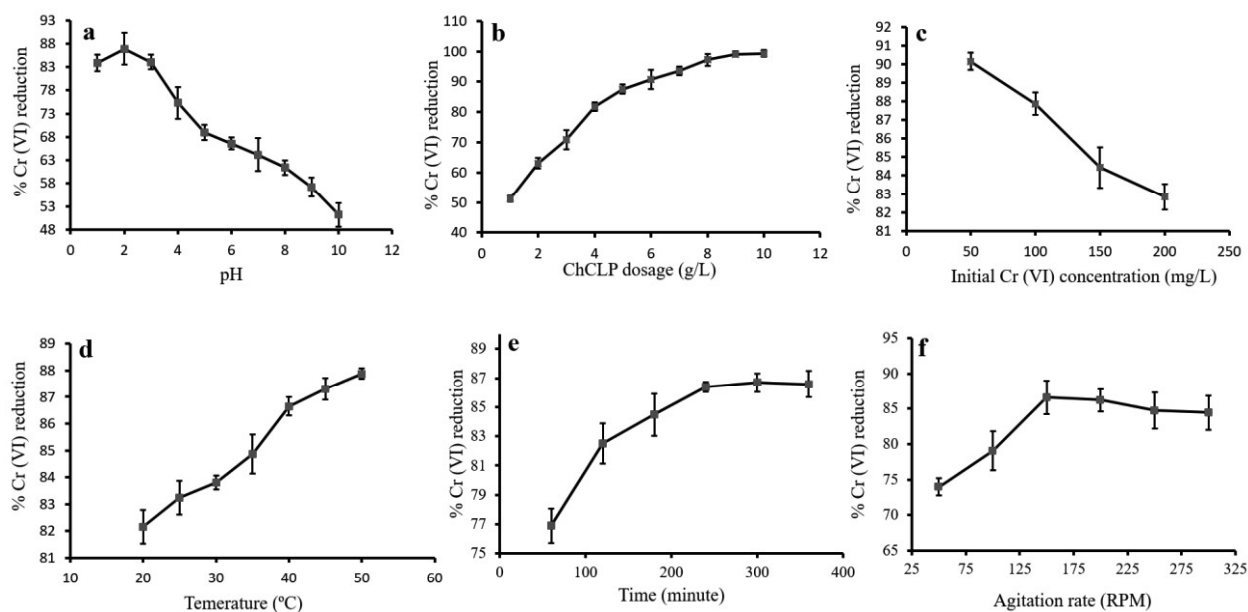 a
93
88
83
78
73
68
63
58
53
48
% Cr (VI) reduction
0 2 4 6 8 10 12
pH
b
110
100
90
80
70
60
50
40
% Cr (VI) reduction
0 2 4 6 8 10 12
ChCLP dosage (g/L)
c
92
91
90
89
88
87
86
85
84
83
82
81
% Cr (VI) reduction
0 50 100 150 200 250
Initial Cr (VI) concentration (mg/L)
d
89
88
87
86
85
84
83
82
81
% Cr (VI) reduction
10 20 30 40 50 60
Temerature (ºC)
e
89
87
85
83
81
79
77
75
% Cr (VI) reduction
0 100 200 300 400
Time (minute)
f
95
90
85
80
75
70
65
% Cr (VI) reduction
25 75 125 175 225 275 325
Agitation rate (RPM)